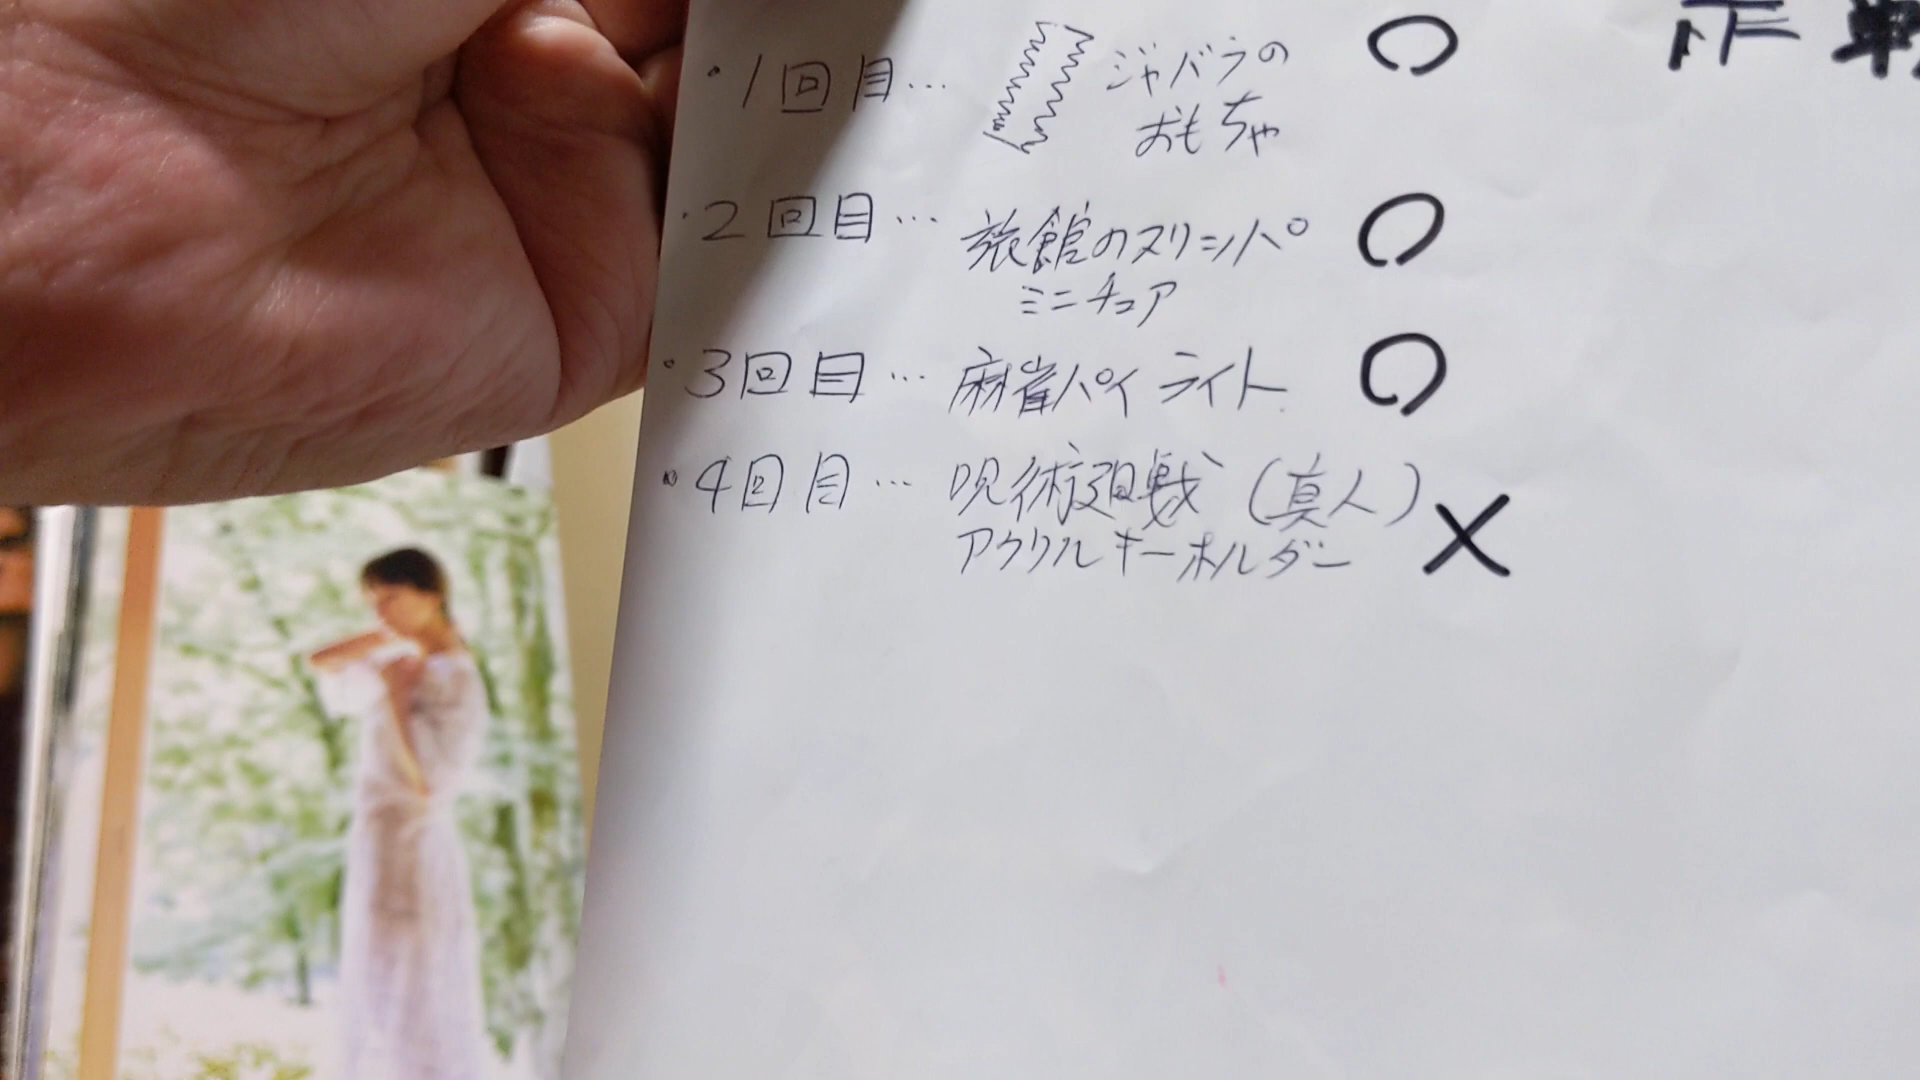 ・1回目… ジャバラの ○
おもちゃ
・2回目… 旅館のスリッパ ○
ミニチュア
・3回目… 麻雀パイ ライト ○
・4回目… 呪術廻戦 (真人) ×
アクリルキーホルダー